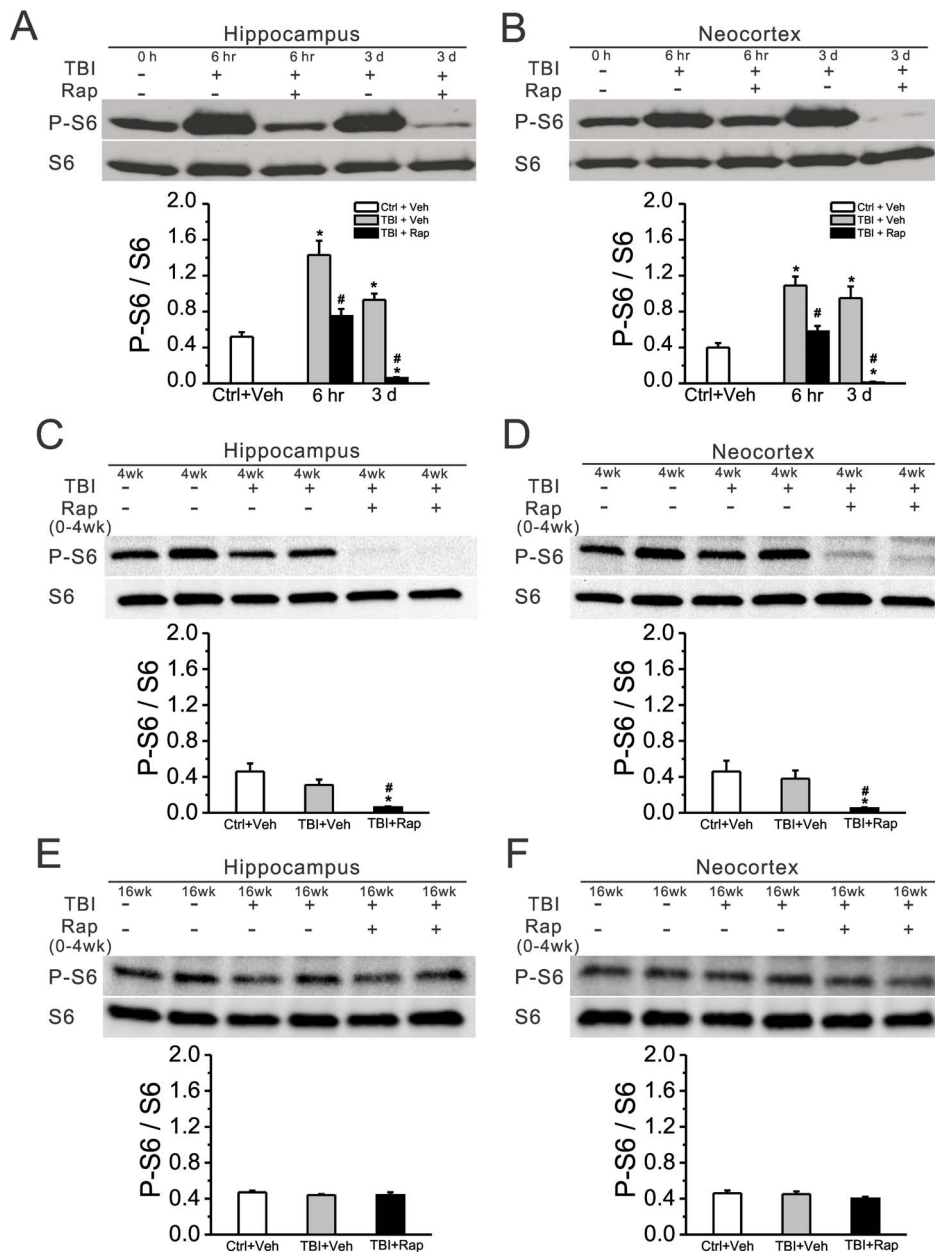 A
Hippocampus
0 h 6 hr 6 hr 3 d 3 d
TBI - + + + +
Rap - - + - +
P-S6
S6
P-S6 / S6
2.0
1.6
1.2
0.8
0.4
0.0
Ctrl + Veh
TBI + Veh
TBI + Rap
* # * # *
Ctrl+Veh 6 hr 3 d
B
Neocortex
0 h 6 hr 6 hr 3 d 3 d
TBI - + + + +
Rap - - + - +
P-S6
S6
P-S6 / S6
2.0
1.6
1.2
0.8
0.4
0.0
Ctrl + Veh
TBI + Veh
TBI + Rap
* # * # *
Ctrl+Veh 6 hr 3 d
C
Hippocampus
4wk 4wk 4wk 4wk 4wk 4wk
TBI - - + + + +
Rap - - - - + +
(0-4wk)
P-S6
S6
P-S6 / S6
2.0
1.6
1.2
0.8
0.4
0.0
#
*
Ctrl+Veh TBI+Veh TBI+Rap
D
Neocortex
4wk 4wk 4wk 4wk 4wk 4wk
TBI - - + + + +
Rap - - - - + +
(0-4wk)
P-S6
S6
P-S6 / S6
2.0
1.6
1.2
0.8
0.4
0.0
#
*
Ctrl+Veh TBI+Veh TBI+Rap
E
Hippocampus
16wk 16wk 16wk 16wk 16wk 16wk
TBI - - + + + +
Rap - - - - + +
(0-4wk)
P-S6
S6
P-S6 / S6
2.0
1.6
1.2
0.8
0.4
0.0
Ctrl+Veh TBI+Veh TBI+Rap
F
Neocortex
16wk 16wk 16wk 16wk 16wk 16wk
TBI - - + + + +
Rap - - - - + +
(0-4wk)
P-S6
S6
P-S6 / S6
2.0
1.6
1.2
0.8
0.4
0.0
Ctrl+Veh TBI+Veh TBI+Rap